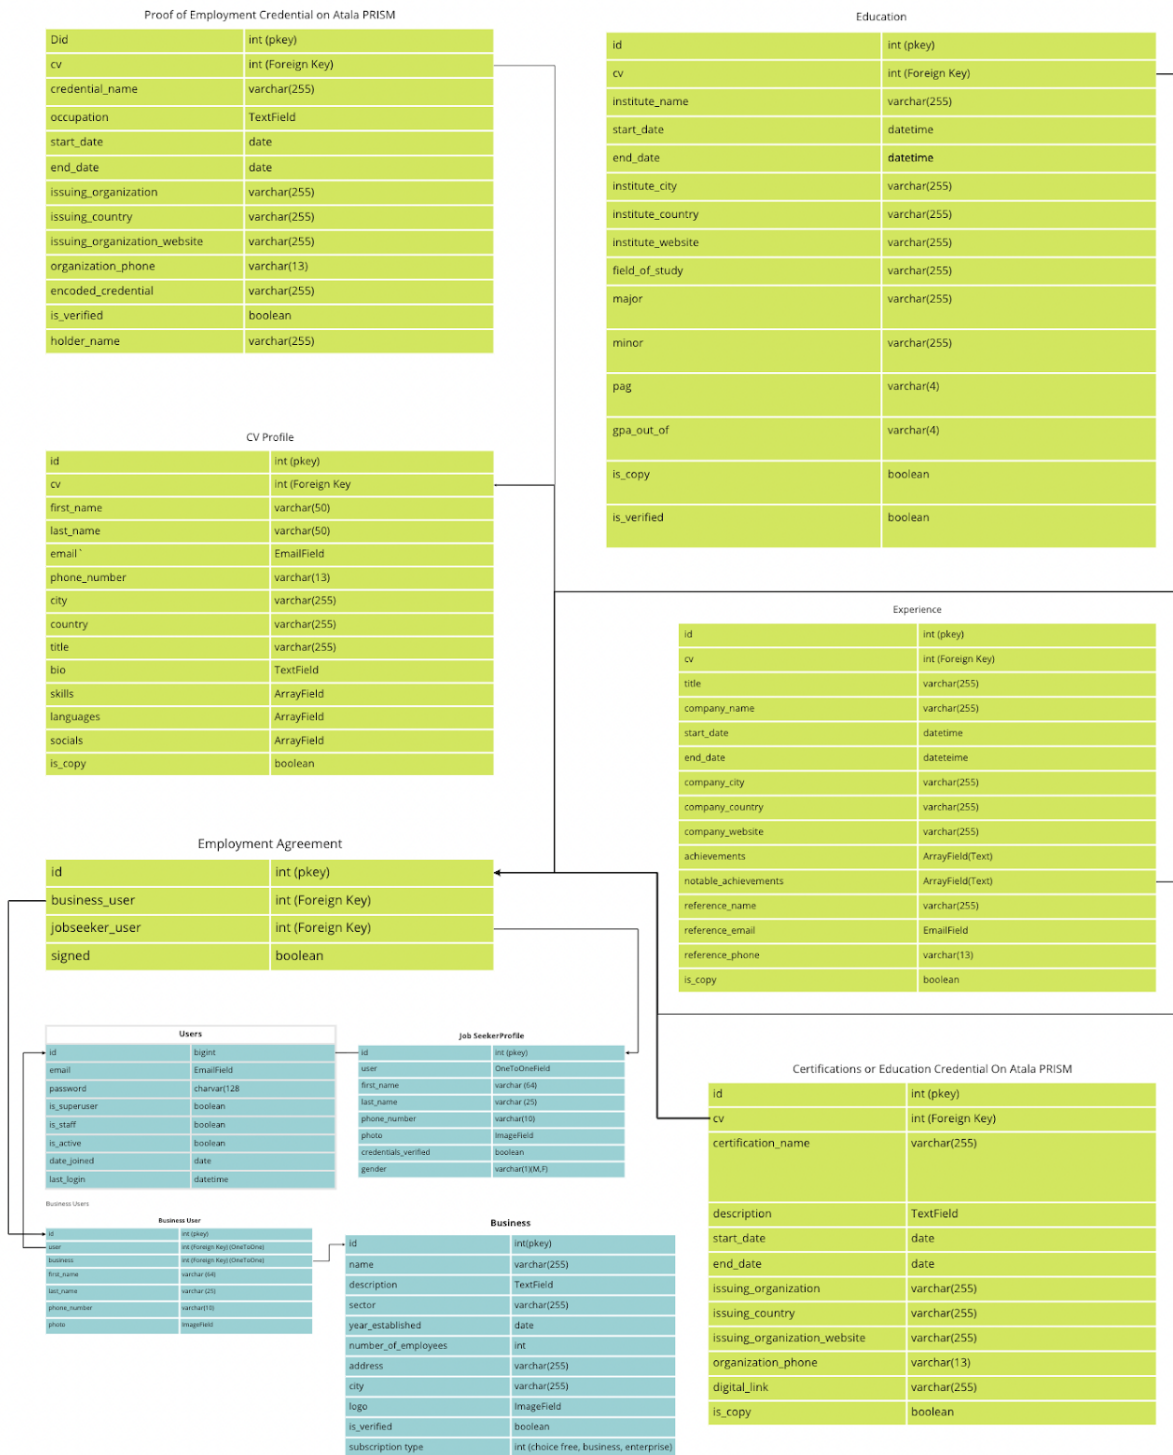 Proof of Employment Credential on Atala PRISM
Did int (pkey)
cv int (Foreign Key)
credential_name varchar(255)
occupation TextField
start_date date
end_date date
issuing_organization varchar(255)
issuing_country varchar(255)
issuing_organization_website varchar(255)
organization_phone varchar(13)
encoded_credential varchar(255)
is_verified boolean
holder_name varchar(255)
Education
id int (pkey)
cv int (Foreign Key)
institute_name varchar(255)
start_date datetime
end_date datetime
institute_city varchar(255)
institute_country varchar(255)
institute_website varchar(255)
field_of_study varchar(255)
major varchar(255)
minor varchar(255)
pag varchar(4)
gpa_out_of varchar(4)
is_copy boolean
is_verified boolean
CV Profile
id int (pkey)
cv int (Foreign Key
first_name varchar(50)
last_name varchar(50)
email ` EmailField
phone_number varchar(13)
city varchar(255)
country varchar(255)
title varchar(255)
bio TextField
skills ArrayField
languages ArrayField
socials ArrayField
is_copy boolean
Experience
id int (pkey)
cv int (Foreign Key)
title varchar(255)
company_name varchar(255)
start_date datetime
end_date dateteime
company_city varchar(255)
company_country varchar(255)
company_website varchar(255)
achievements ArrayField(Text)
notable_achievements ArrayField(Text)
reference_name varchar(255)
reference_email EmailField
reference_phone varchar(13)
is_copy boolean
Employment Agreement
id int (pkey)
business_user int (Foreign Key)
jobseeker_user int (Foreign Key)
signed boolean
Users
id bigint
email EmailField
password charvar(128
is_superuser boolean
is_staff boolean
is_active boolean
date_joined date
last_login datetime
Job SeekerProfile
id int (pkey)
user OneToOneField
first_name varchar (64)
last_name varchar (25)
phone_number varchar(10)
photo ImageField
credentials_verified boolean
gender varchar(1)(M,F)
Business Users
Business User
id int (pkey)
user int (Foreign Key) (OneToOne)
business int (Foreign Key) (OneToOne)
first_name varchar (64)
last_name varchar (25)
phone_number varchar(10)
photo ImageField
Business
id int(pkey)
name varchar(255)
description TextField
sector varchar(255)
year_established date
number_of_employees int
address varchar(255)
city varchar(255)
logo ImageField
is_verified boolean
subscription type int (choice free, business, enterprise)
Certifications or Education Credential On Atala PRISM
id int (pkey)
cv int (Foreign Key)
certification_name varchar(255)
description TextField
start_date date
end_date date
issuing_organization varchar(255)
issuing_country varchar(255)
issuing_organization_website varchar(255)
organization_phone varchar(13)
digital_link varchar(255)
is_copy boolean